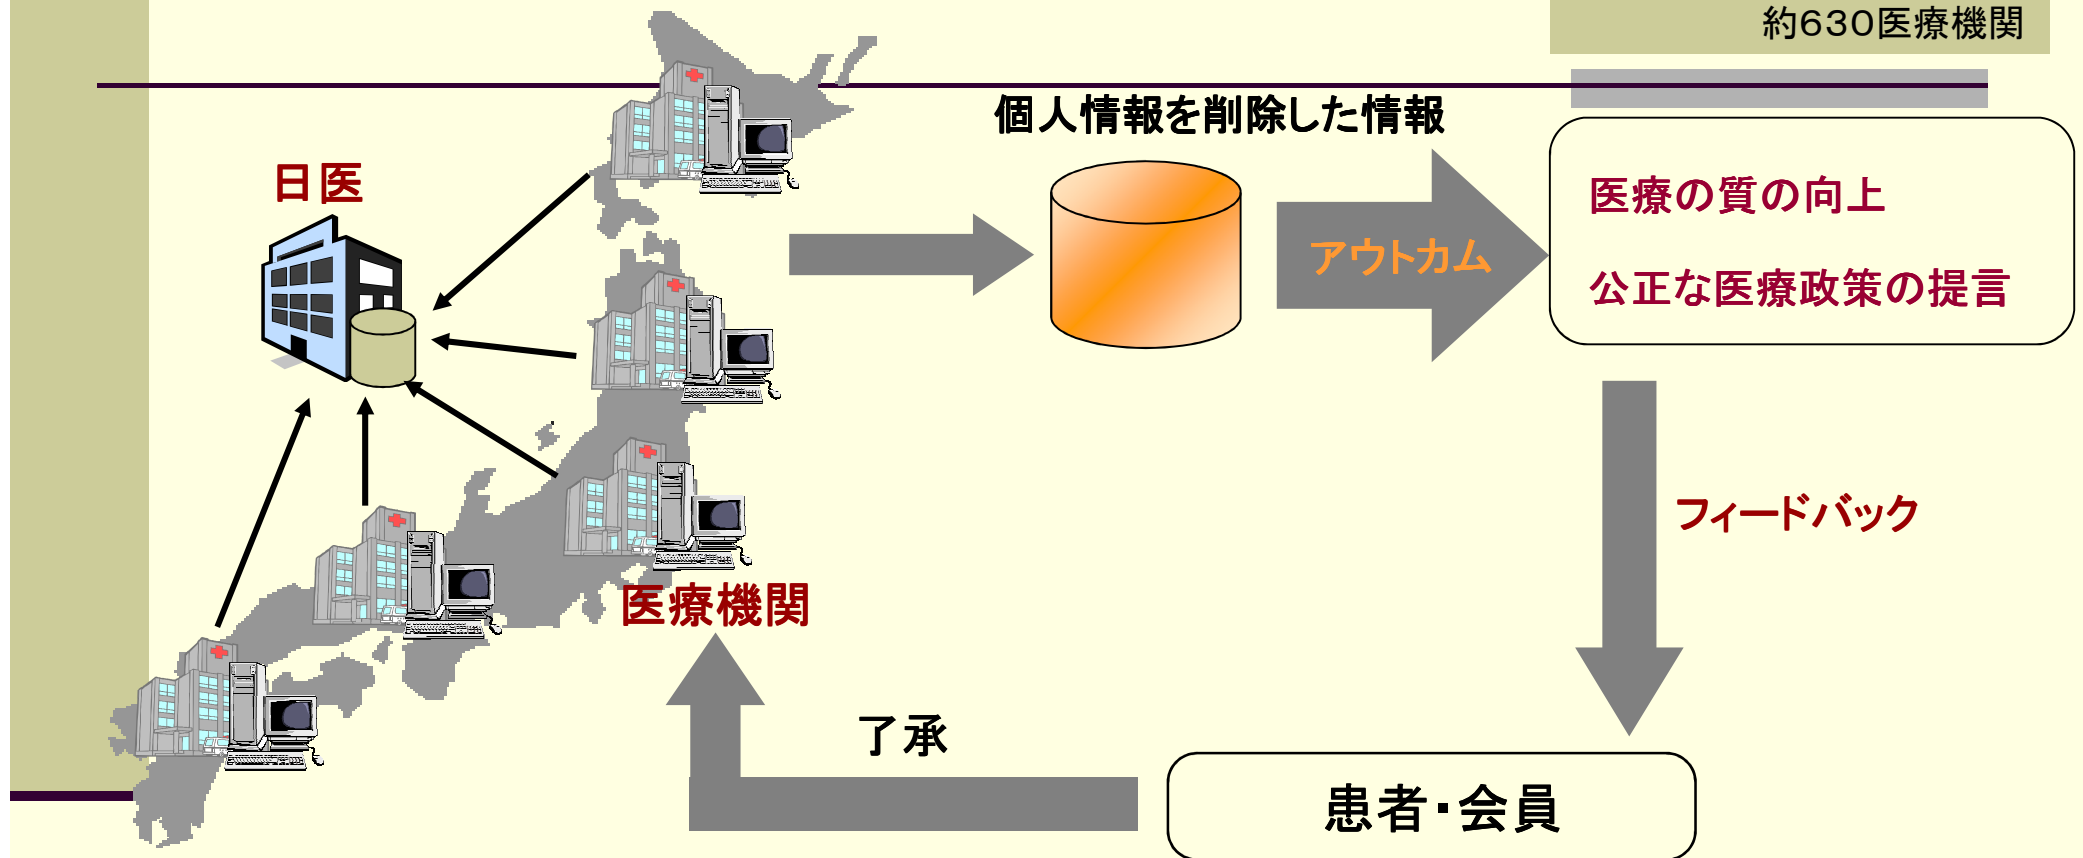 約630医療機関
個人情報を削除した情報
日医
医療の質の向上
アウトカム
公正な医療政策の提言
フィードバック
医療機関
了承
患者・会員